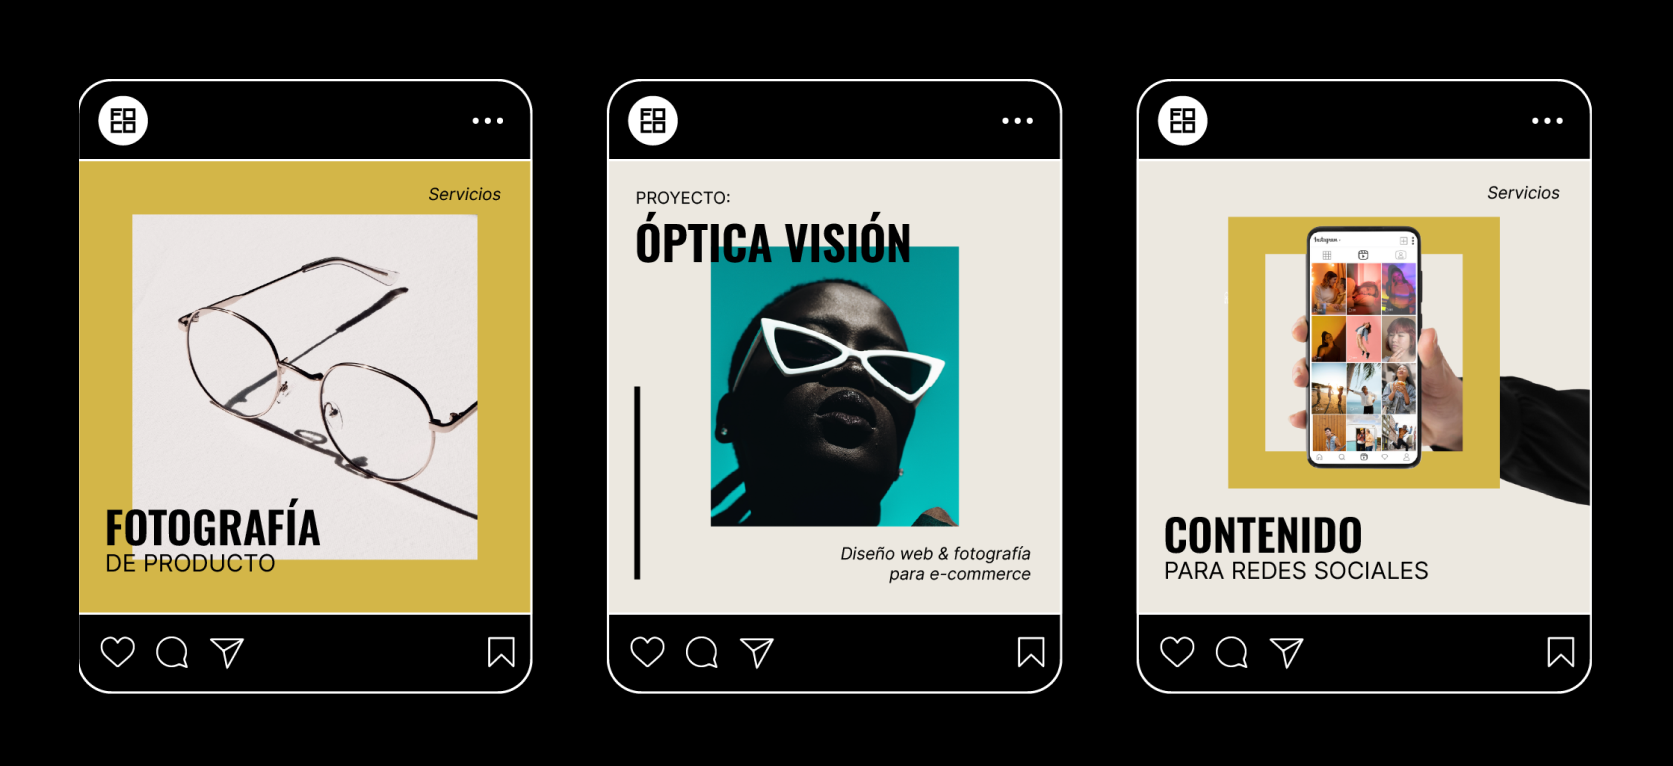 FO
CO
Servicios
FOTOGRAFÍA
DE PRODUCTO
FO
CO
PROYECTO:
ÓPTICA VISIÓN
Diseño web & fotografía
para e-commerce
FO
CO
Servicios
Instagram
CONTENIDO
PARA REDES SOCIALES